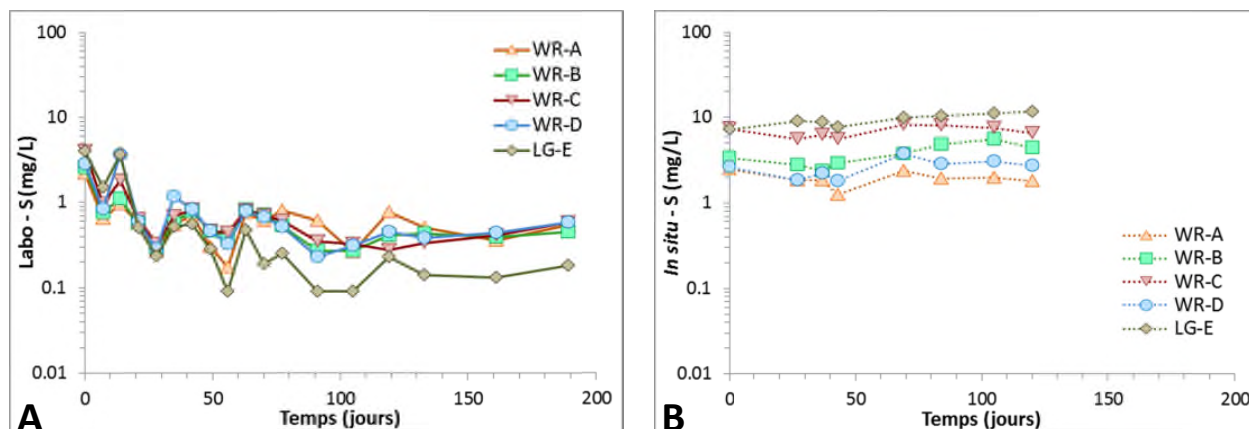 100
10
1
0.1
0.01
Labo - S (mg/L)
WR-A
WR-B
WR-C
WR-D
LG-E
0 50 100 150 200
Temps (jours)
A
100
10
1
0.1
0.01
In situ - S (mg/L)
WR-A
WR-B
WR-C
WR-D
LG-E
0 50 100 150 200
Temps (jours)
B